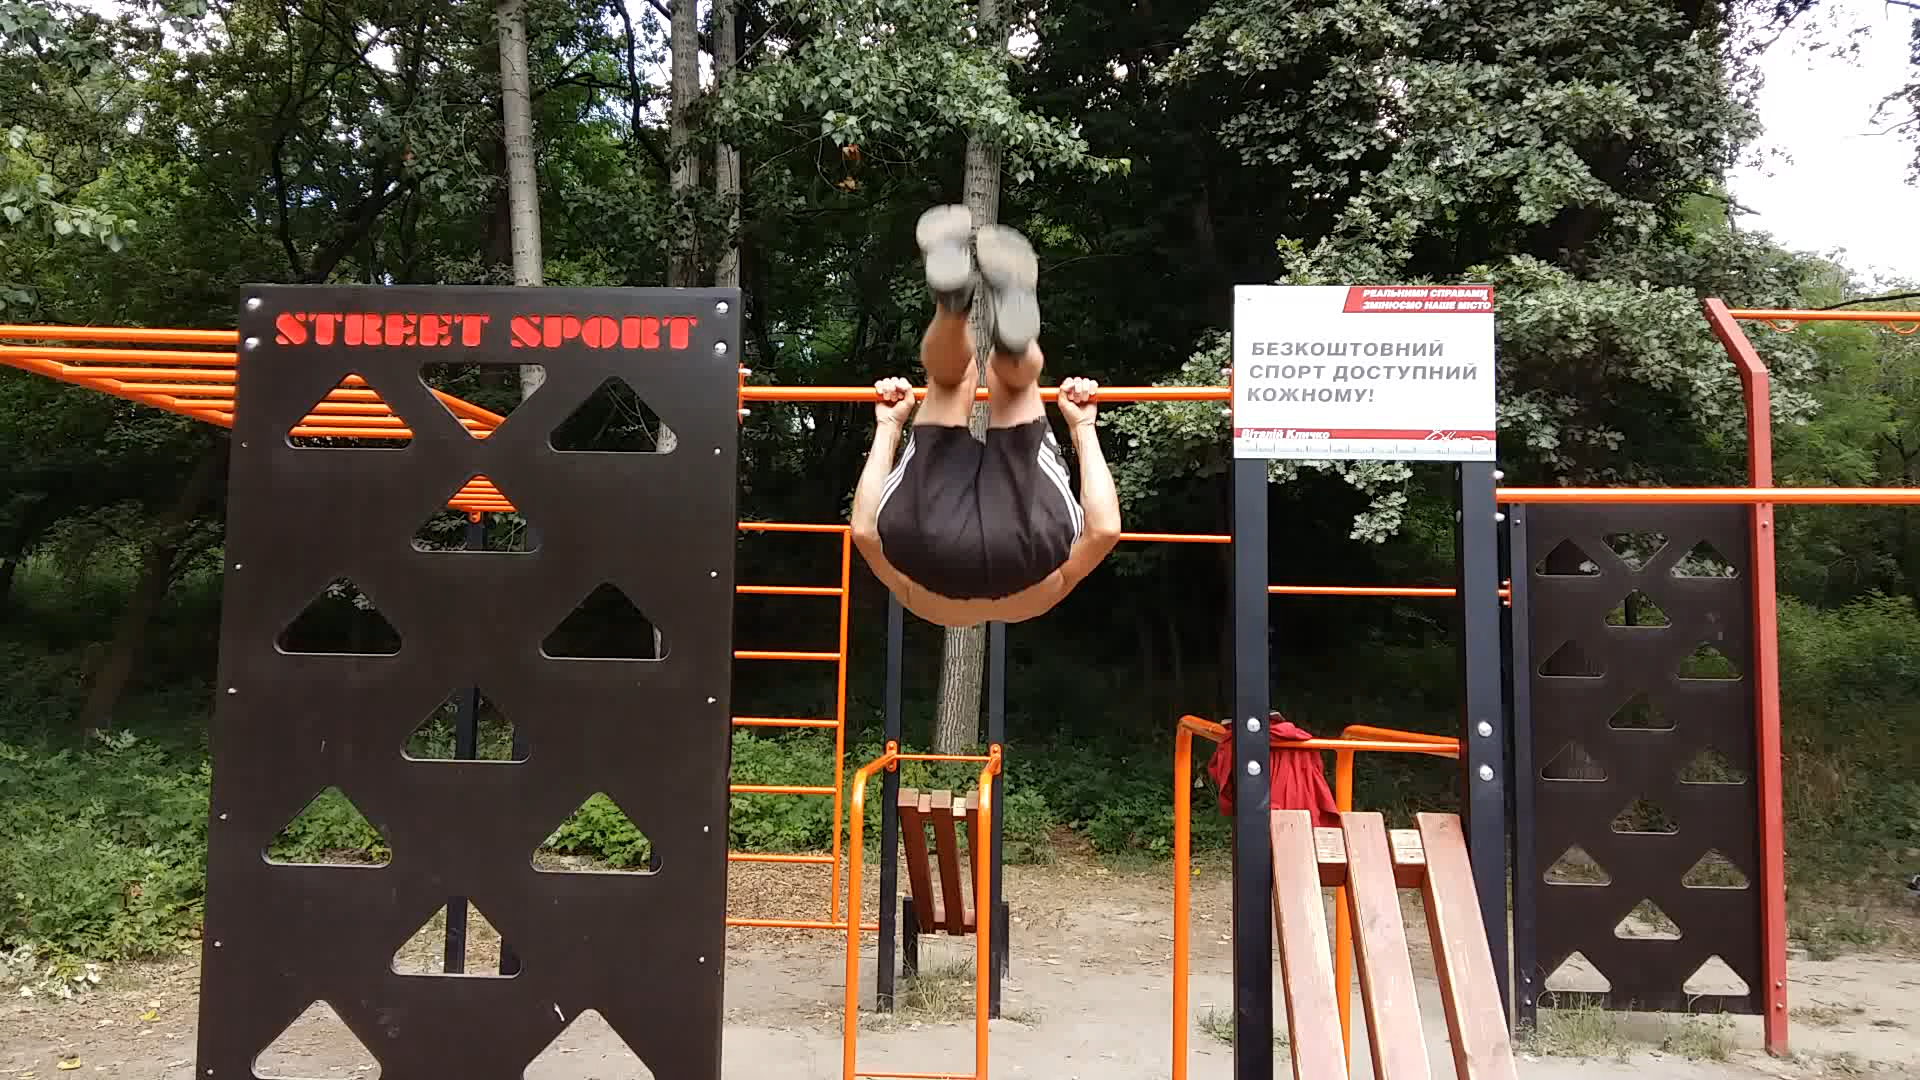 STREET SPORT
РЕАЛЬНИМИ СПРАВАМИ
ЗМІНЮЄМО НАШЕ МІСТО
БЕЗКОШТОВНИЙ
СПОРТ ДОСТУПНИЙ
КОЖНОМУ!
Віталій Кличко